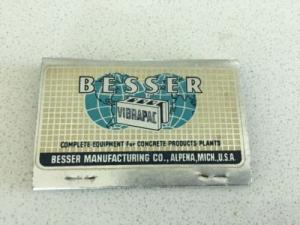 BESSER
VIBRAPAC
COMPLETE EQUIPMENT for CONCRETE PRODUCTS PLANTS
BESSER MANUFACTURING CO., ALPENA, MICH., U.S.A.